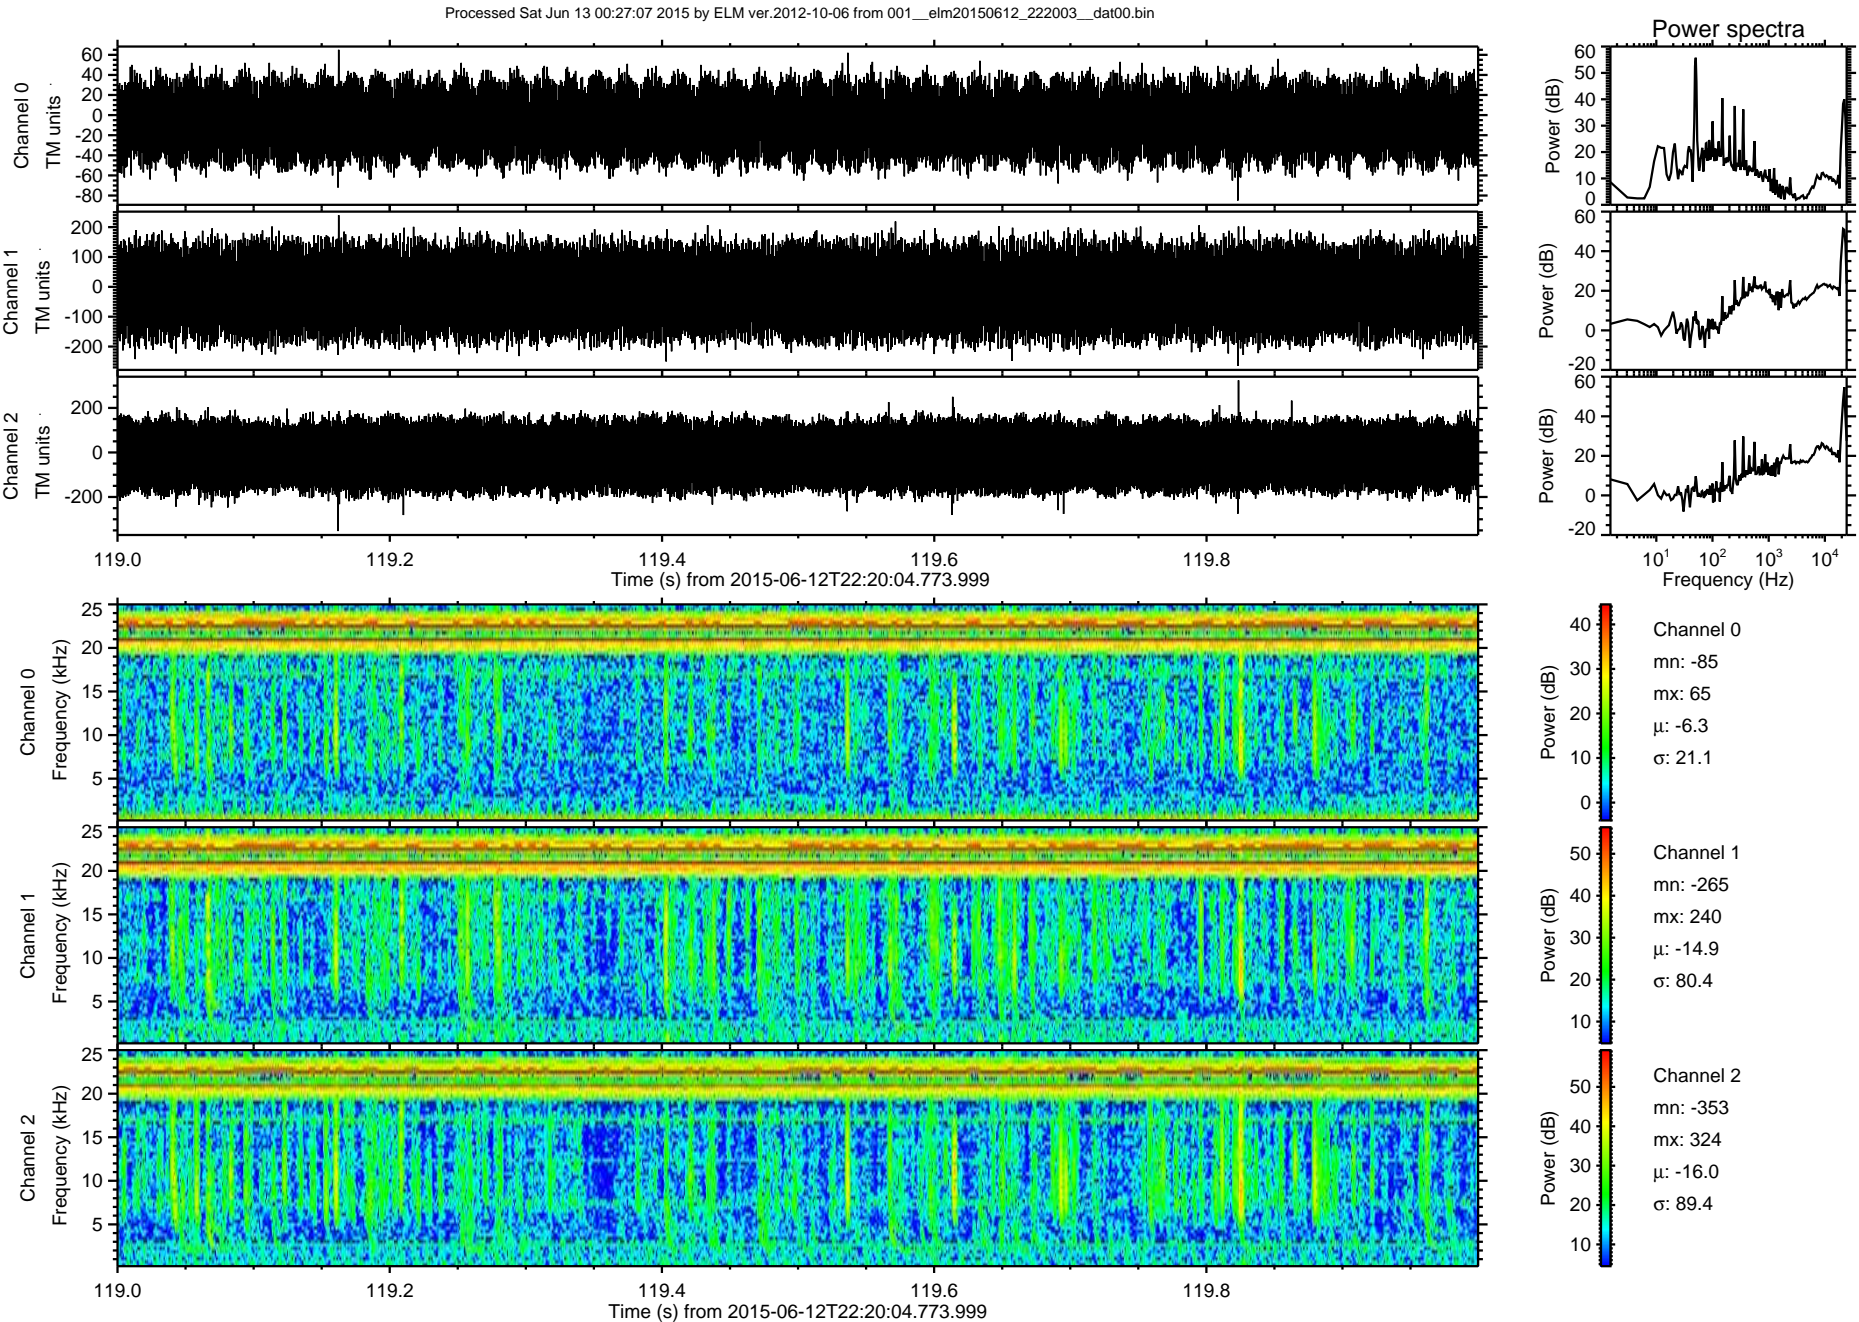 Processed Sat Jun 13 00:27:07 2015 by ELM ver.2012-10-06 from 001__elm20150612_222003__dat00.bin
Power spectra
Channel 0
TM units
60
40
20
0
-20
-40
-60
-80
Power (dB)
60
50
40
30
20
10
0
Channel 1
TM units
200
100
0
-100
-200
Power (dB)
60
40
20
0
-20
Channel 2
TM units
200
0
-200
Power (dB)
60
40
20
0
-20
119.0 119.2 119.4 119.6 119.8
Time (s) from 2015-06-12T22:20:04.773.999
10¹ 10² 10³ 10⁴
Frequency (Hz)
Channel 0
Frequency (kHz)
25
20
15
10
5
Power (dB)
40
30
20
10
0
Channel 0
mn: -85
mx: 65
μ: -6.3
σ: 21.1
Channel 1
Frequency (kHz)
25
20
15
10
5
Power (dB)
50
40
30
20
10
Channel 1
mn: -265
mx: 240
μ: -14.9
σ: 80.4
Channel 2
Frequency (kHz)
25
20
15
10
5
Power (dB)
50
40
30
20
10
Channel 2
mn: -353
mx: 324
μ: -16.0
σ: 89.4
119.0 119.2 119.4 119.6 119.8
Time (s) from 2015-06-12T22:20:04.773.999